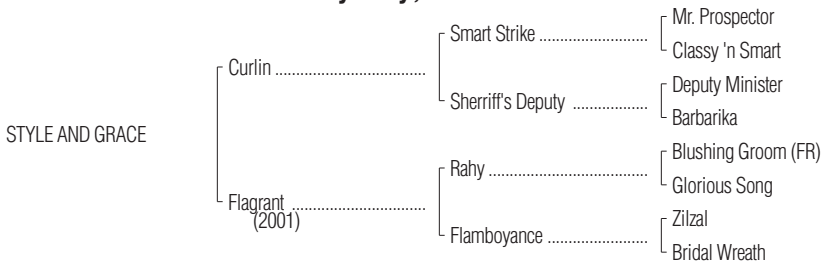 Mr. Prospector
Smart Strike ..........................
Classy 'n Smart
Curlin ....................................
Deputy Minister
Sherriff's Deputy ..................
Barbarika
STYLE AND GRACE
Blushing Groom (FR)
Rahy ......................................
Glorious Song
Flagrant ................................
(2001)
Zilzal
Flamboyance ........................
Bridal Wreath